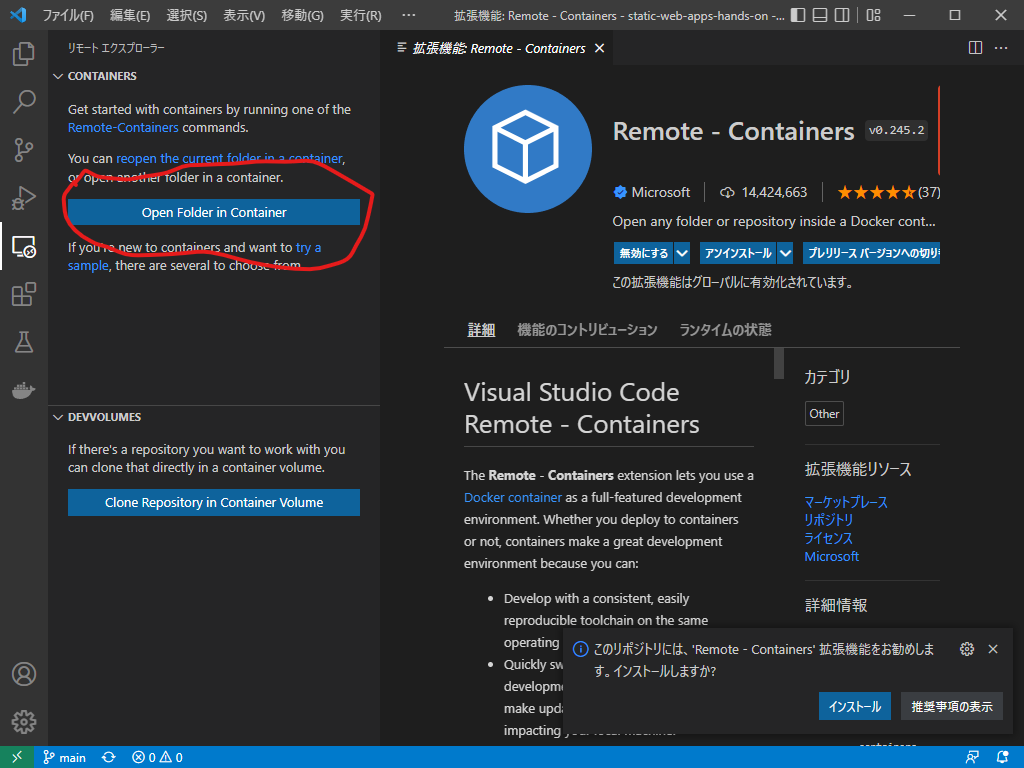 ファイル(F) 編集(E) 選択(S) 表示(V) 移動(G) 実行(R) ··· 拡張機能: Remote - Containers - static-web-apps-hands-on -...
リモート エクスプローラー
CONTAINERS
Get started with containers by running one of the
Remote-Containers commands.
You can reopen the current folder in a container,
or open another folder in a container.
Open Folder in Container
If you're new to containers and want to try a
sample, there are several to choose from.
DEVVOLUMES
If there's a repository you want to work with you
can clone that directly in a container volume.
Clone Repository in Container Volume
拡張機能: Remote - Containers
Remote - Containers v0.245.2
Microsoft 14,424,663 (37)
Open any folder or repository inside a Docker cont...
無効にする アンインストール プレリリース バージョンへの切り
この拡張機能はグローバルに有効化されています。
詳細 機能のコントリビューション ランタイムの状態
Visual Studio Code
Remote - Containers
The Remote - Containers extension lets you use a
Docker container as a full-featured development
environment. Whether you deploy to containers
or not, containers make a great development
environment because you can:
• Develop with a consistent, easily
reproducible toolchain on the same
operating
• Quickly sw
developme
make upda
impacting your local machine.
カテゴリ
Other
拡張機能リソース
マーケットプレース
リポジトリ
ライセンス
Microsoft
詳細情報
このリポジトリには、'Remote - Containers' 拡張機能をお勧めしま
す。インストールしますか?
インストール 推奨事項の表示
containers
main 0 0